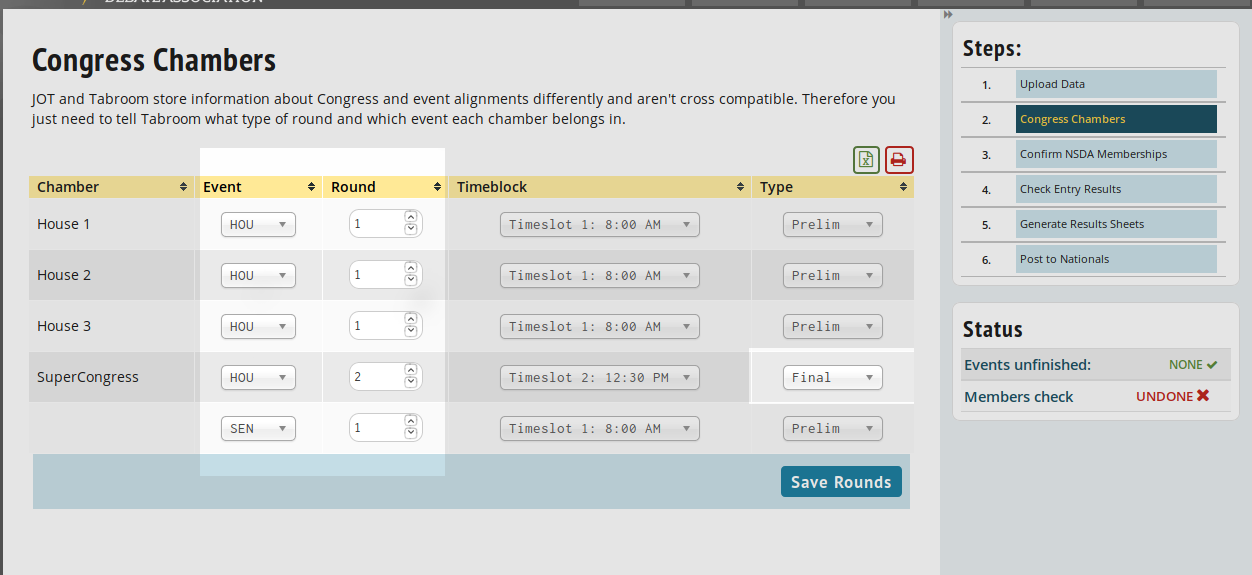 DEBATE ASSOCIATION
Congress Chambers
JOT and Tabroom store information about Congress and event alignments differently and aren't cross compatible. Therefore you
just need to tell Tabroom what type of round and which event each chamber belongs in.
Chamber Event Round Timeblock Type
House 1 HOU 1 Timeslot 1: 8:00 AM Prelim
House 2 HOU 1 Timeslot 1: 8:00 AM Prelim
House 3 HOU 1 Timeslot 1: 8:00 AM Prelim
SuperCongress HOU 2 Timeslot 2: 12:30 PM Final
SEN 1 Timeslot 1: 8:00 AM Prelim
Save Rounds
Steps:
1. Upload Data
2. Congress Chambers
3. Confirm NSDA Memberships
4. Check Entry Results
5. Generate Results Sheets
6. Post to Nationals
Status
Events unfinished: NONE
Members check UNDONE